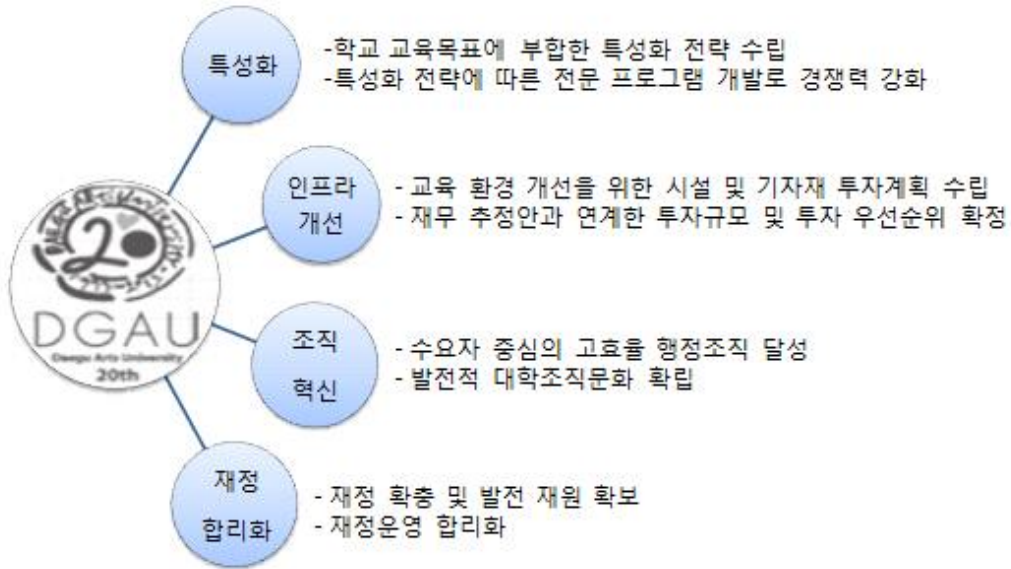 특성화
-학교 교육목표에 부합한 특성화 전략 수립
-특성화 전략에 따른 전문 프로그램 개발로 경쟁력 강화
인프라
개선
- 교육 환경 개선을 위한 시설 및 기자재 투자계획 수립
- 재무 추정안과 연계한 투자규모 및 투자 우선순위 확정
20
DGAU
Daegu Arts University
20th
조직
혁신
- 수요자 중심의 고효율 행정조직 달성
- 발전적 대학조직문화 확립
재정
합리화
- 재정 확충 및 발전 재원 확보
- 재정운영 합리화